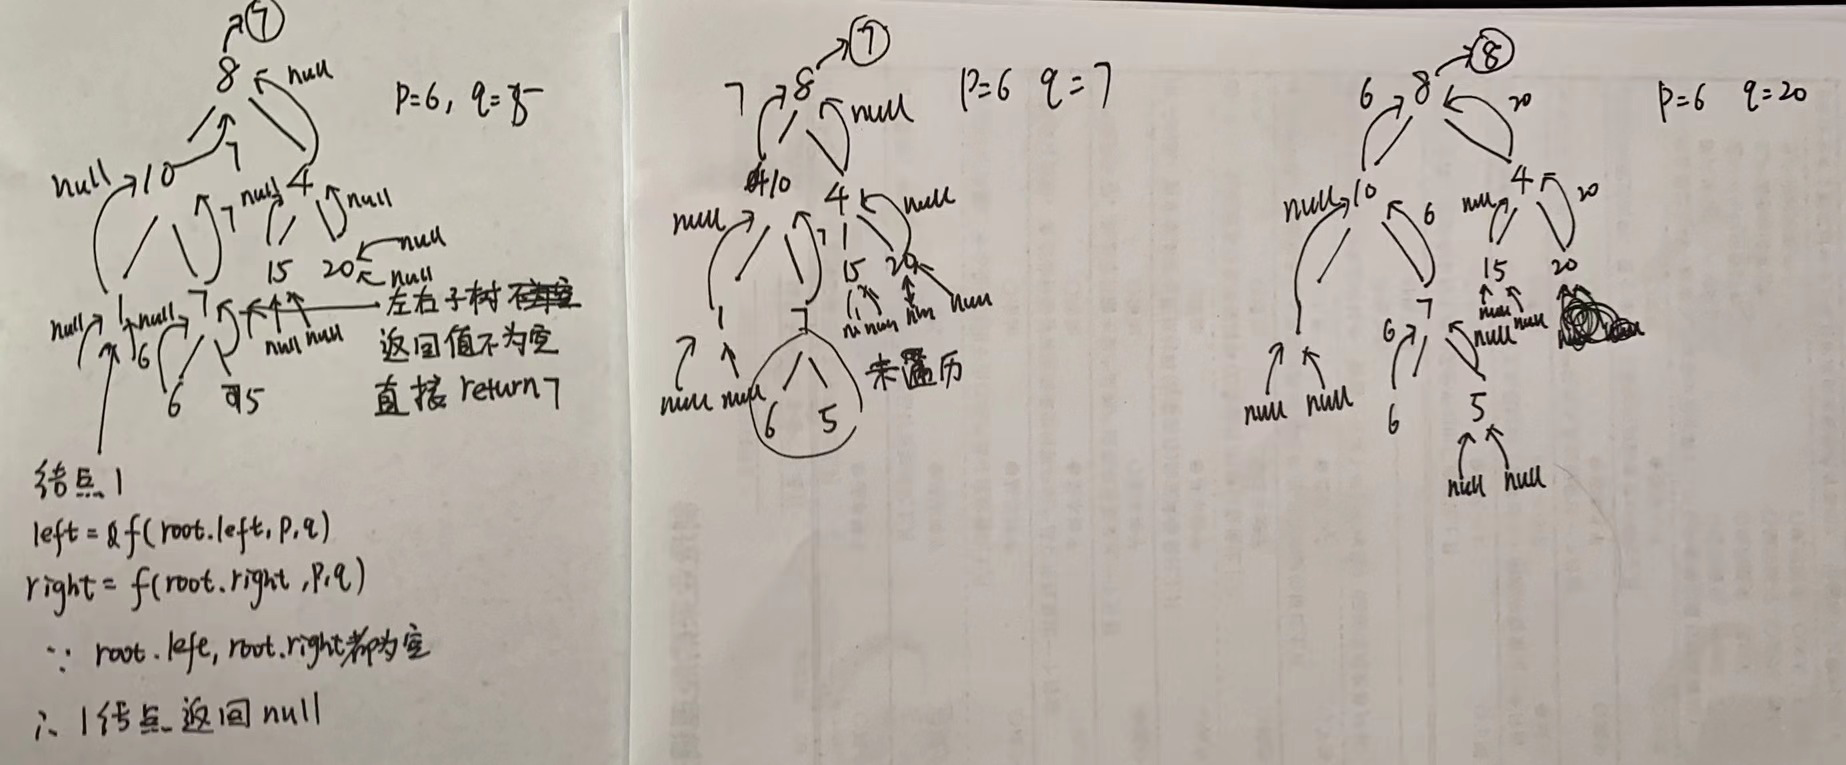 7
8
null
P=6, q=5
null
10
7
null
4
null
7
null
null
15
20
null
null
1
null
7
null
null
左右子树
6
返回值不为空
6
5
直接 return 7
结点1
left = f(root.left, p,q)
right = f(root.right, p,q)
∵ root.left, root.right都为空
∴ 1结点返回null
7
7
8
null
P=6 q=7
10
4
null
null
7
15
20
null
1
7
null
null
null
未遍历
null
null
6
5
8
6
8
20
P=6 q=20
null
10
6
null
4
20
15
20
7
null
null
null
6
null
null
6
5
null
null